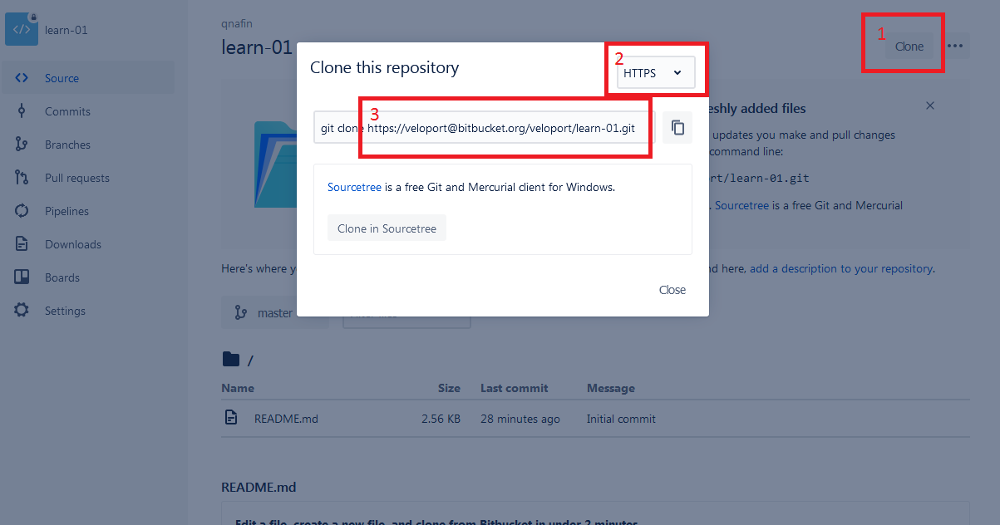 learn-01
Source
Commits
Branches
Pull requests
Pipelines
Downloads
Boards
Settings
qnafin
learn-01
1
Clone
Clone this repository
2
HTTPS
3
git clone https://veloport@bitbucket.org/veloport/learn-01.git
Sourcetree is a free Git and Mercurial client for Windows.
Clone in Sourcetree
Close
added files
updates you make and pull changes
command line:
/learn-01.git
Sourcetree is a free Git and Mercurial
Here's where
here, add a description to your repository.
master
/
Name Size Last commit Message
README.md 2.56 KB 28 minutes ago Initial commit
README.md
Edit a file, create a new file, and clone from Bitbucket in under 2 minutes